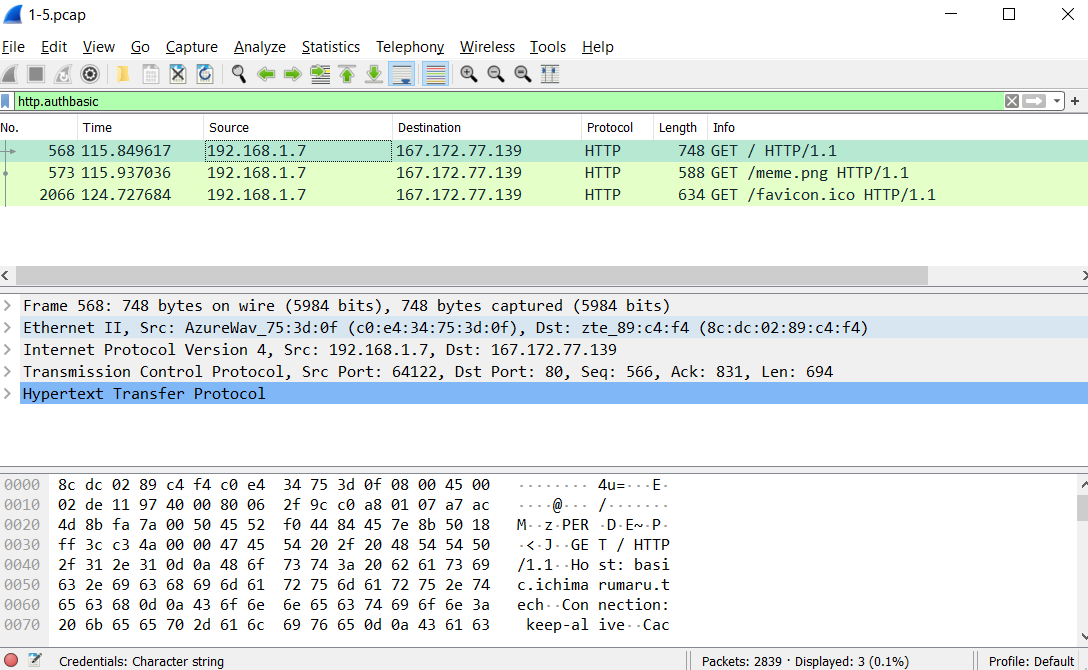 1-5.pcap
File Edit View Go Capture Analyze Statistics Telephony Wireless Tools Help
http.authbasic
No. Time Source Destination Protocol Length Info
568 115.849617 192.168.1.7 167.172.77.139 HTTP 748 GET / HTTP/1.1
573 115.937036 192.168.1.7 167.172.77.139 HTTP 588 GET /meme.png HTTP/1.1
2066 124.727684 192.168.1.7 167.172.77.139 HTTP 634 GET /favicon.ico HTTP/1.1
Frame 568: 748 bytes on wire (5984 bits), 748 bytes captured (5984 bits)
Ethernet II, Src: AzureWav_75:3d:0f (c0:e4:34:75:3d:0f), Dst: zte_89:c4:f4 (8c:dc:02:89:c4:f4)
Internet Protocol Version 4, Src: 192.168.1.7, Dst: 167.172.77.139
Transmission Control Protocol, Src Port: 64122, Dst Port: 80, Seq: 566, Ack: 831, Len: 694
Hypertext Transfer Protocol
0000 8c dc 02 89 c4 f4 c0 e4 34 75 3d 0f 08 00 45 00 ········ 4u=···E·
0010 02 de 11 97 40 00 80 06 2f 9c c0 a8 01 07 a7 ac ····@··· /·······
0020 4d 8b fa 7a 00 50 45 52 f0 44 84 45 7e 8b 50 18 M··z·PER ·D·E~·P·
0030 ff 3c c3 4a 00 00 47 45 54 20 2f 20 48 54 54 50 ·<·J··GE T / HTTP
0040 2f 31 2e 31 0d 0a 48 6f 73 74 3a 20 62 61 73 69 /1.1··Ho st: basi
0050 63 2e 69 63 68 69 6d 61 72 75 6d 61 72 75 2e 74 c.ichima rumaru.t
0060 65 63 68 0d 0a 43 6f 6e 6e 65 63 74 69 6f 6e 3a ech··Con nection:
0070 20 6b 65 65 70 2d 61 6c 69 76 65 0d 0a 43 61 63 keep-al ive··Cac
Credentials: Character string Packets: 2839 · Displayed: 3 (0.1%) Profile: Default